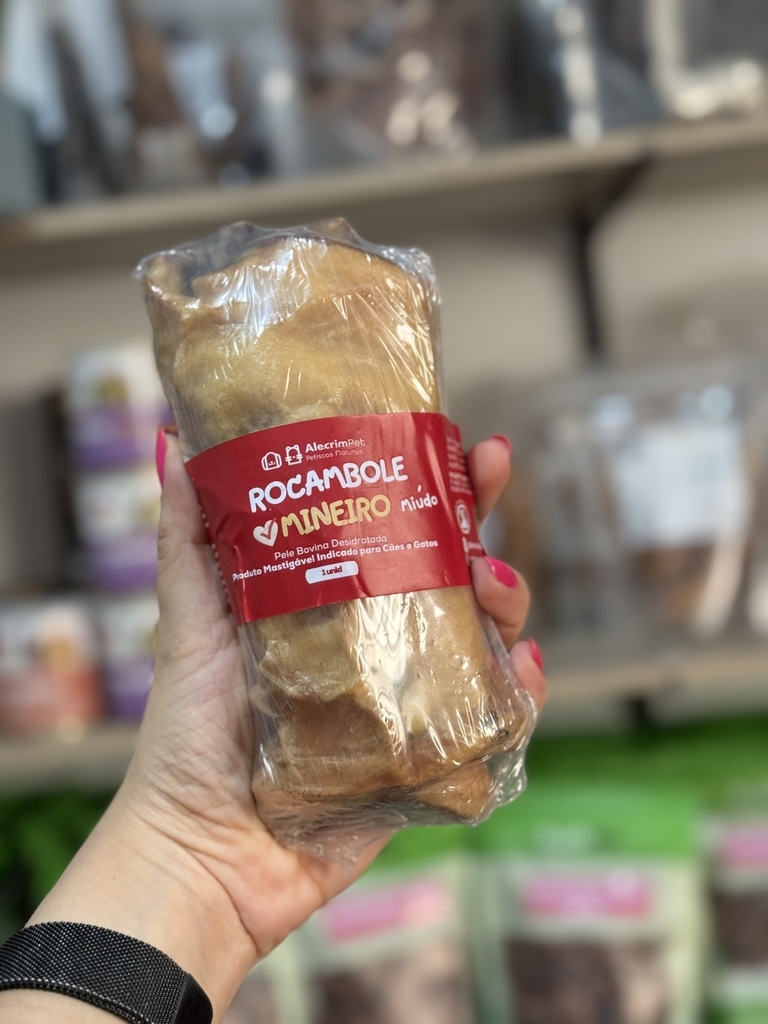 AlecrimPet
Petiscos Naturais
ROCAMBOLE
MINEIRO Miúdo
Pele Bovina Desidratada
Produto Mastigável Indicado para Cães e Gatos
1 unid